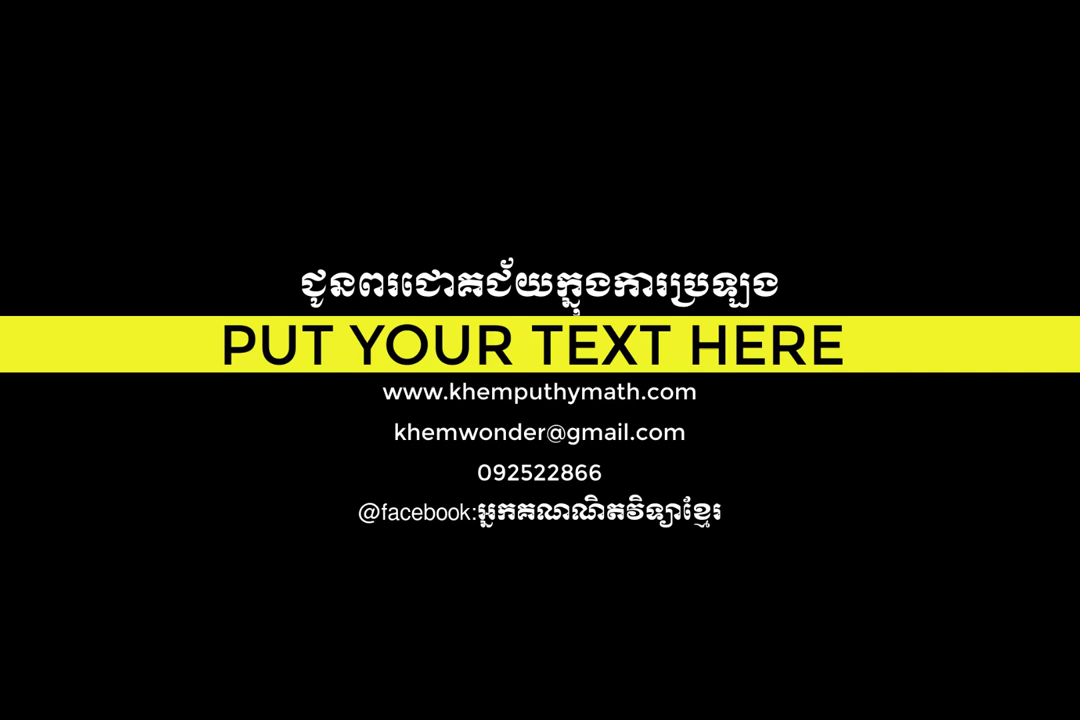 ជូនពរជោគជ័យក្នុងការប្រឡង
PUT YOUR TEXT HERE
www.khemputhymath.com
khemwonder@gmail.com
092522866
@facebook:អ្នកគណណិតវិទ្យាខ្មែរ